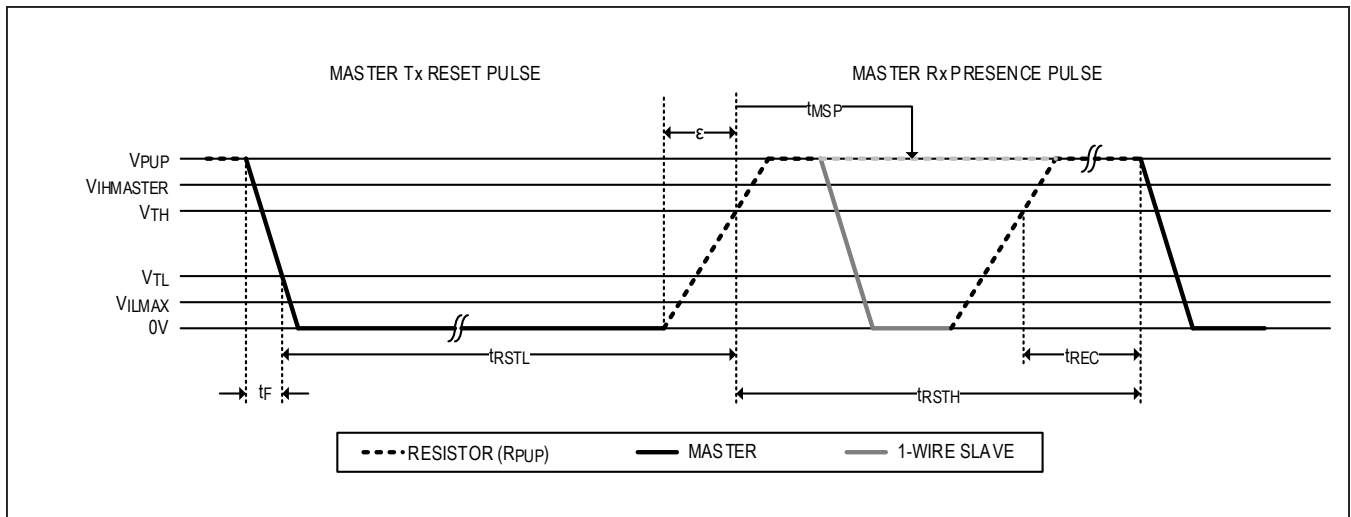 MASTER Tx RESET PULSE
MASTER Rx PRESENCE PULSE
tMSP
ε
VPUP
VIHMASTER
VTH
VTL
VILMAX
0V
tRSTL
tREC
tF
tRSTH
RESISTOR (RPUP)
MASTER
1-WIRE SLAVE